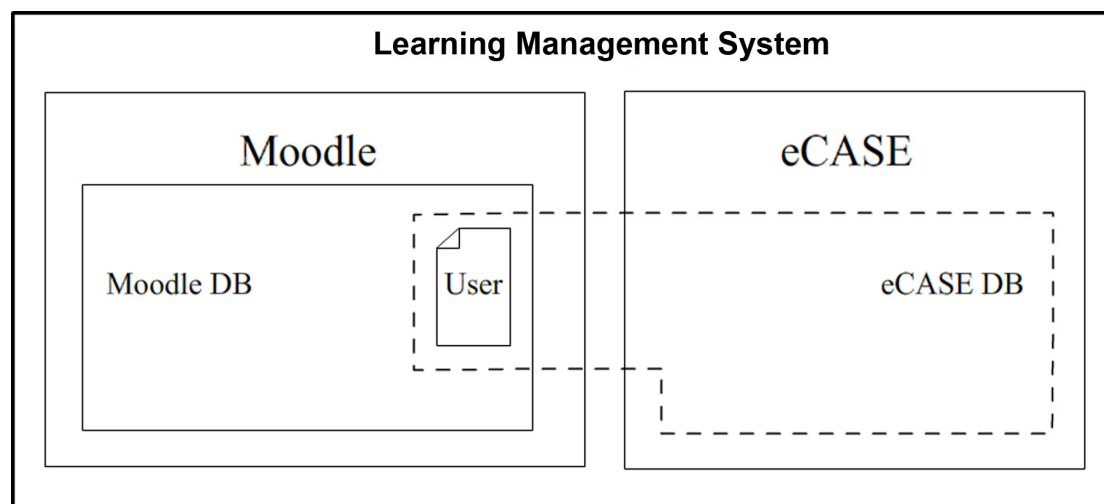 Learning Management System
Moodle
eCASE
Moodle DB
User
eCASE DB